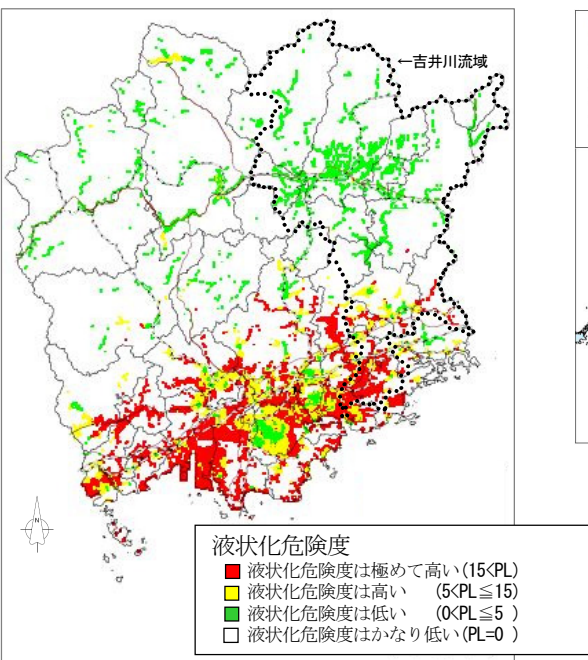 ←吉井川流域
N
液状化危険度
液状化危険度は極めて高い(15<PL)
液状化危険度は高い (5<PL≦15)
液状化危険度は低い (0<PL≦5 )
液状化危険度はかなり低い(PL=0 )